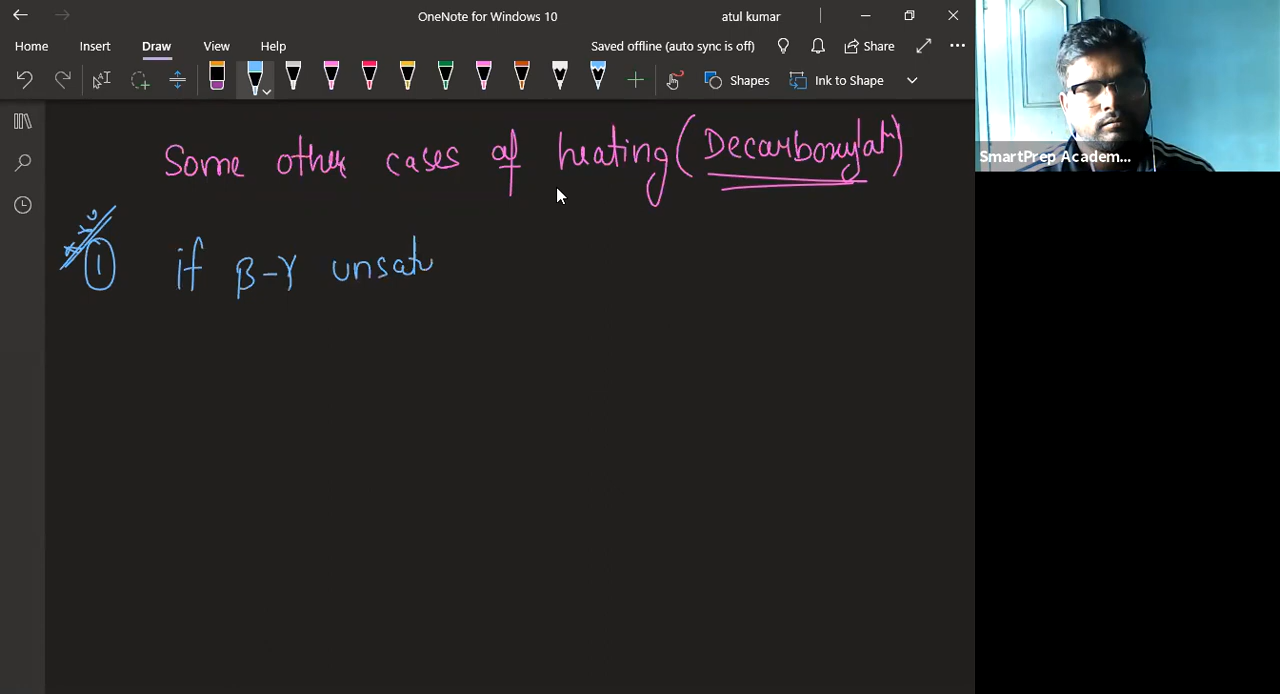 OneNote for Windows 10
atul kumar
Home Insert Draw View Help
Saved offline (auto sync is off)
Share
Shapes
Ink to Shape
Some other cases of heating (Decarboxylatn)
① if β-γ unsatu
SmartPrep Academ...